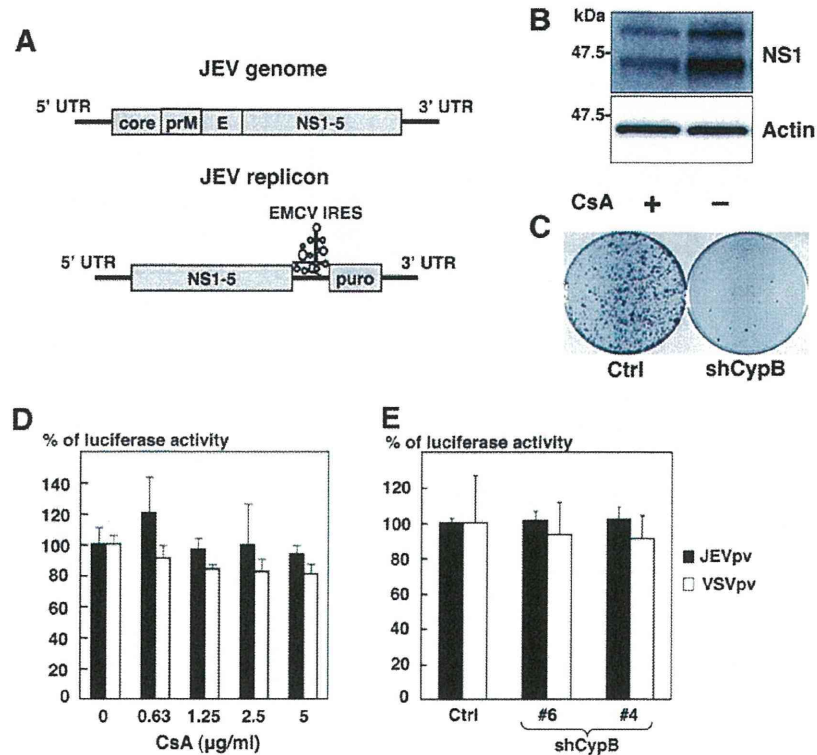 A
JEV genome
5' UTR
3' UTR
core prM E NS1-5
JEV replicon
EMCV IRES
5' UTR
3' UTR
NS1-5
puro
B
kDa
47.5-
NS1
47.5-
Actin
CsA + −
C
Ctrl shCypB
D
% of luciferase activity
140
120
100
80
60
40
20
0
0 0.63 1.25 2.5 5
CsA (µg/ml)
E
% of luciferase activity
120
100
80
60
40
20
0
Ctrl #6 #4
shCypB
JEVpv
VSVpv